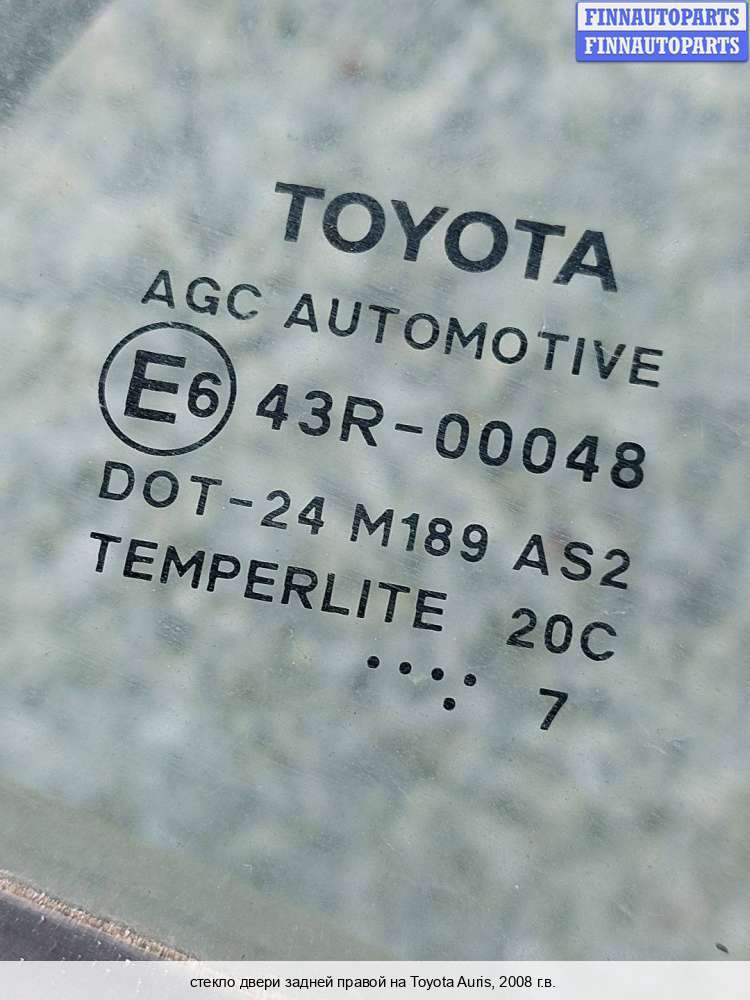 FINNAUTOPARTS
FINNAUTOPARTS
TOYOTA
AGC AUTOMOTIVE
E6 43R-00048
DOT-24 M189 AS2
TEMPERLITE 20C
7
стекло двери задней правой на Toyota Auris, 2008 г.в.